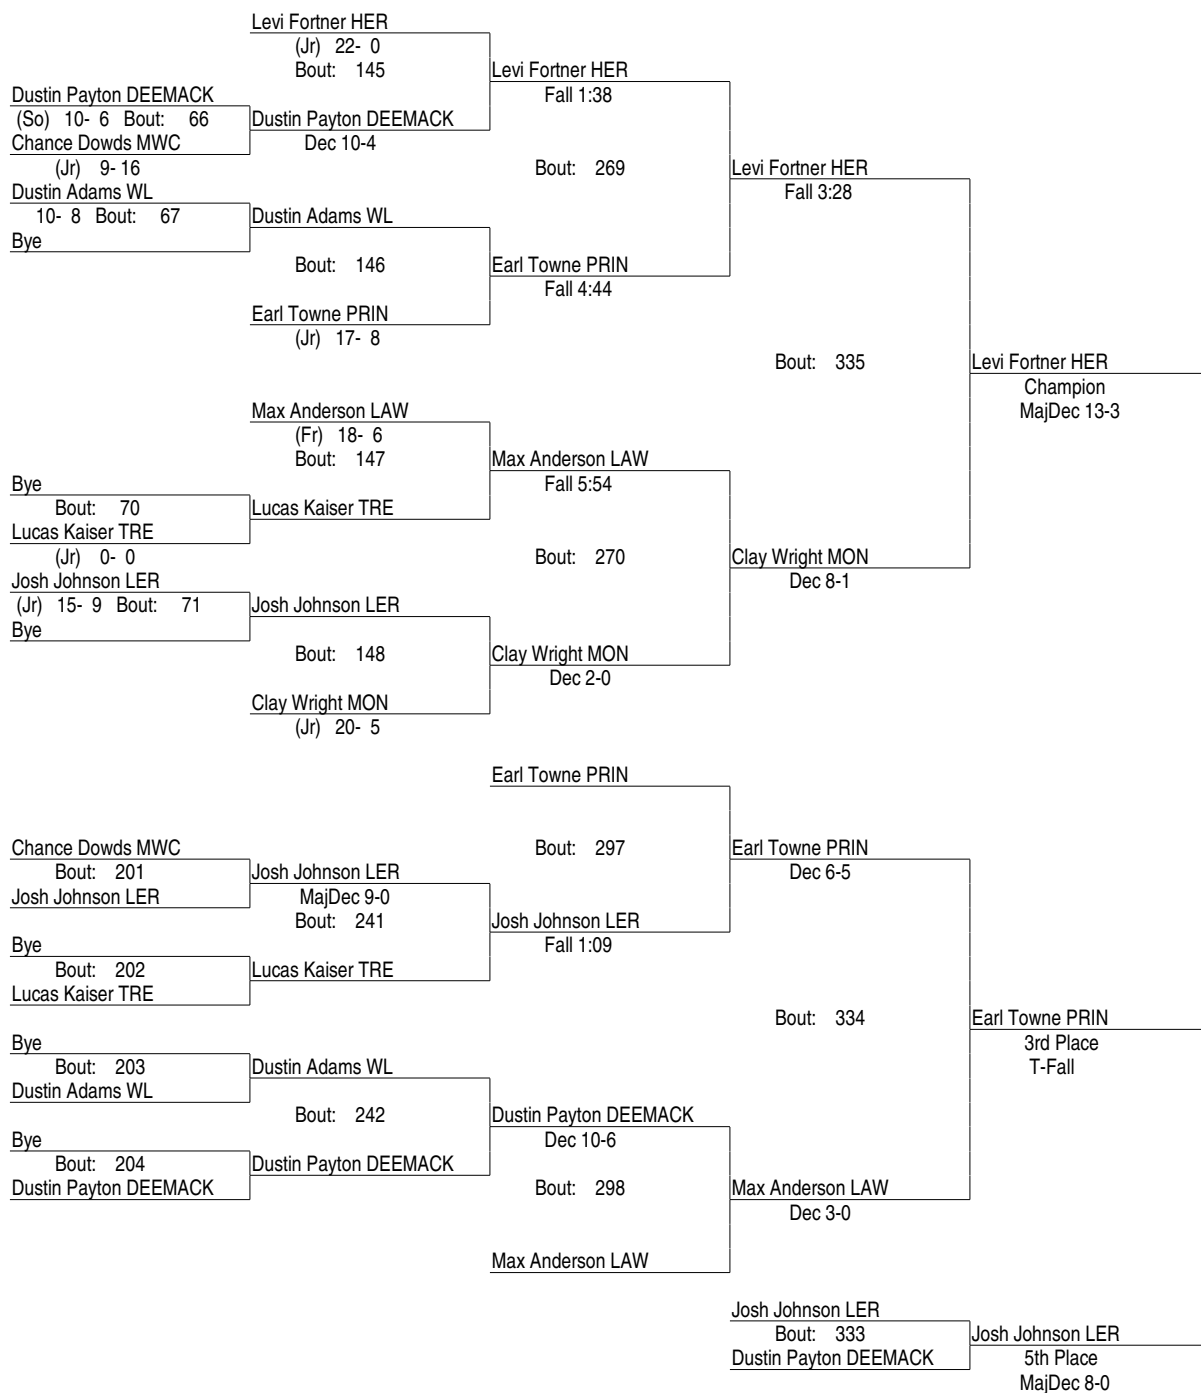 Levi Fortner HER
(Jr) 22- 0
Bout: 145
Levi Fortner HER
Dustin Payton DEEMACK
Fall 1:38
(So) 10- 6 Bout: 66
Dustin Payton DEEMACK
Chance Dowds MWC
Dec 10-4
(Jr) 9- 16
Bout: 269
Levi Fortner HER
Dustin Adams WL
Fall 3:28
10- 8 Bout: 67
Dustin Adams WL
Bye
Bout: 146
Earl Towne PRIN
Fall 4:44
Earl Towne PRIN
(Jr) 17- 8
Bout: 335
Levi Fortner HER
Champion
MajDec 13-3
Max Anderson LAW
(Fr) 18- 6
Bout: 147
Max Anderson LAW
Bye
Fall 5:54
Bout: 70
Lucas Kaiser TRE
Lucas Kaiser TRE
(Jr) 0- 0
Bout: 270
Clay Wright MON
Josh Johnson LER
Dec 8-1
(Jr) 15- 9 Bout: 71
Josh Johnson LER
Bye
Bout: 148
Clay Wright MON
Dec 2-0
Clay Wright MON
(Jr) 20- 5
Earl Towne PRIN
Chance Dowds MWC
Bout: 297
Earl Towne PRIN
Bout: 201
Josh Johnson LER
Dec 6-5
Josh Johnson LER
MajDec 9-0
Bout: 241
Josh Johnson LER
Bye
Fall 1:09
Bout: 202
Lucas Kaiser TRE
Lucas Kaiser TRE
Bout: 334
Earl Towne PRIN
3rd Place
T-Fall
Bye
Bout: 203
Dustin Adams WL
Dustin Adams WL
Bout: 242
Dustin Payton DEEMACK
Bye
Dec 10-6
Bout: 204
Dustin Payton DEEMACK
Dustin Payton DEEMACK
Bout: 298
Max Anderson LAW
Dec 3-0
Max Anderson LAW
Josh Johnson LER
Bout: 333
Josh Johnson LER
Dustin Payton DEEMACK
5th Place
MajDec 8-0